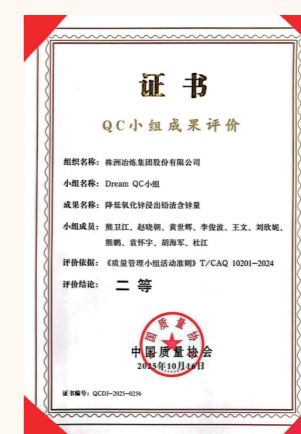 证书
QC小组成果评价
组织名称：株洲冶炼集团股份有限公司
小组名称：Dream QC小组
成果名称：降低氧化锌浸出铅渣含锌量
小组成员：熊卫江、赵晓朝、黄世辉、李俊波、王文、刘欣妮、
熊鹏、袁怀宇、胡海军、杜江
评价依据：《质量管理小组活动准则》T/CAQ 10201-2024
评价结论：二等
中国质量协会
2025年10月16日
证书编号：QCDJ-2025-0256